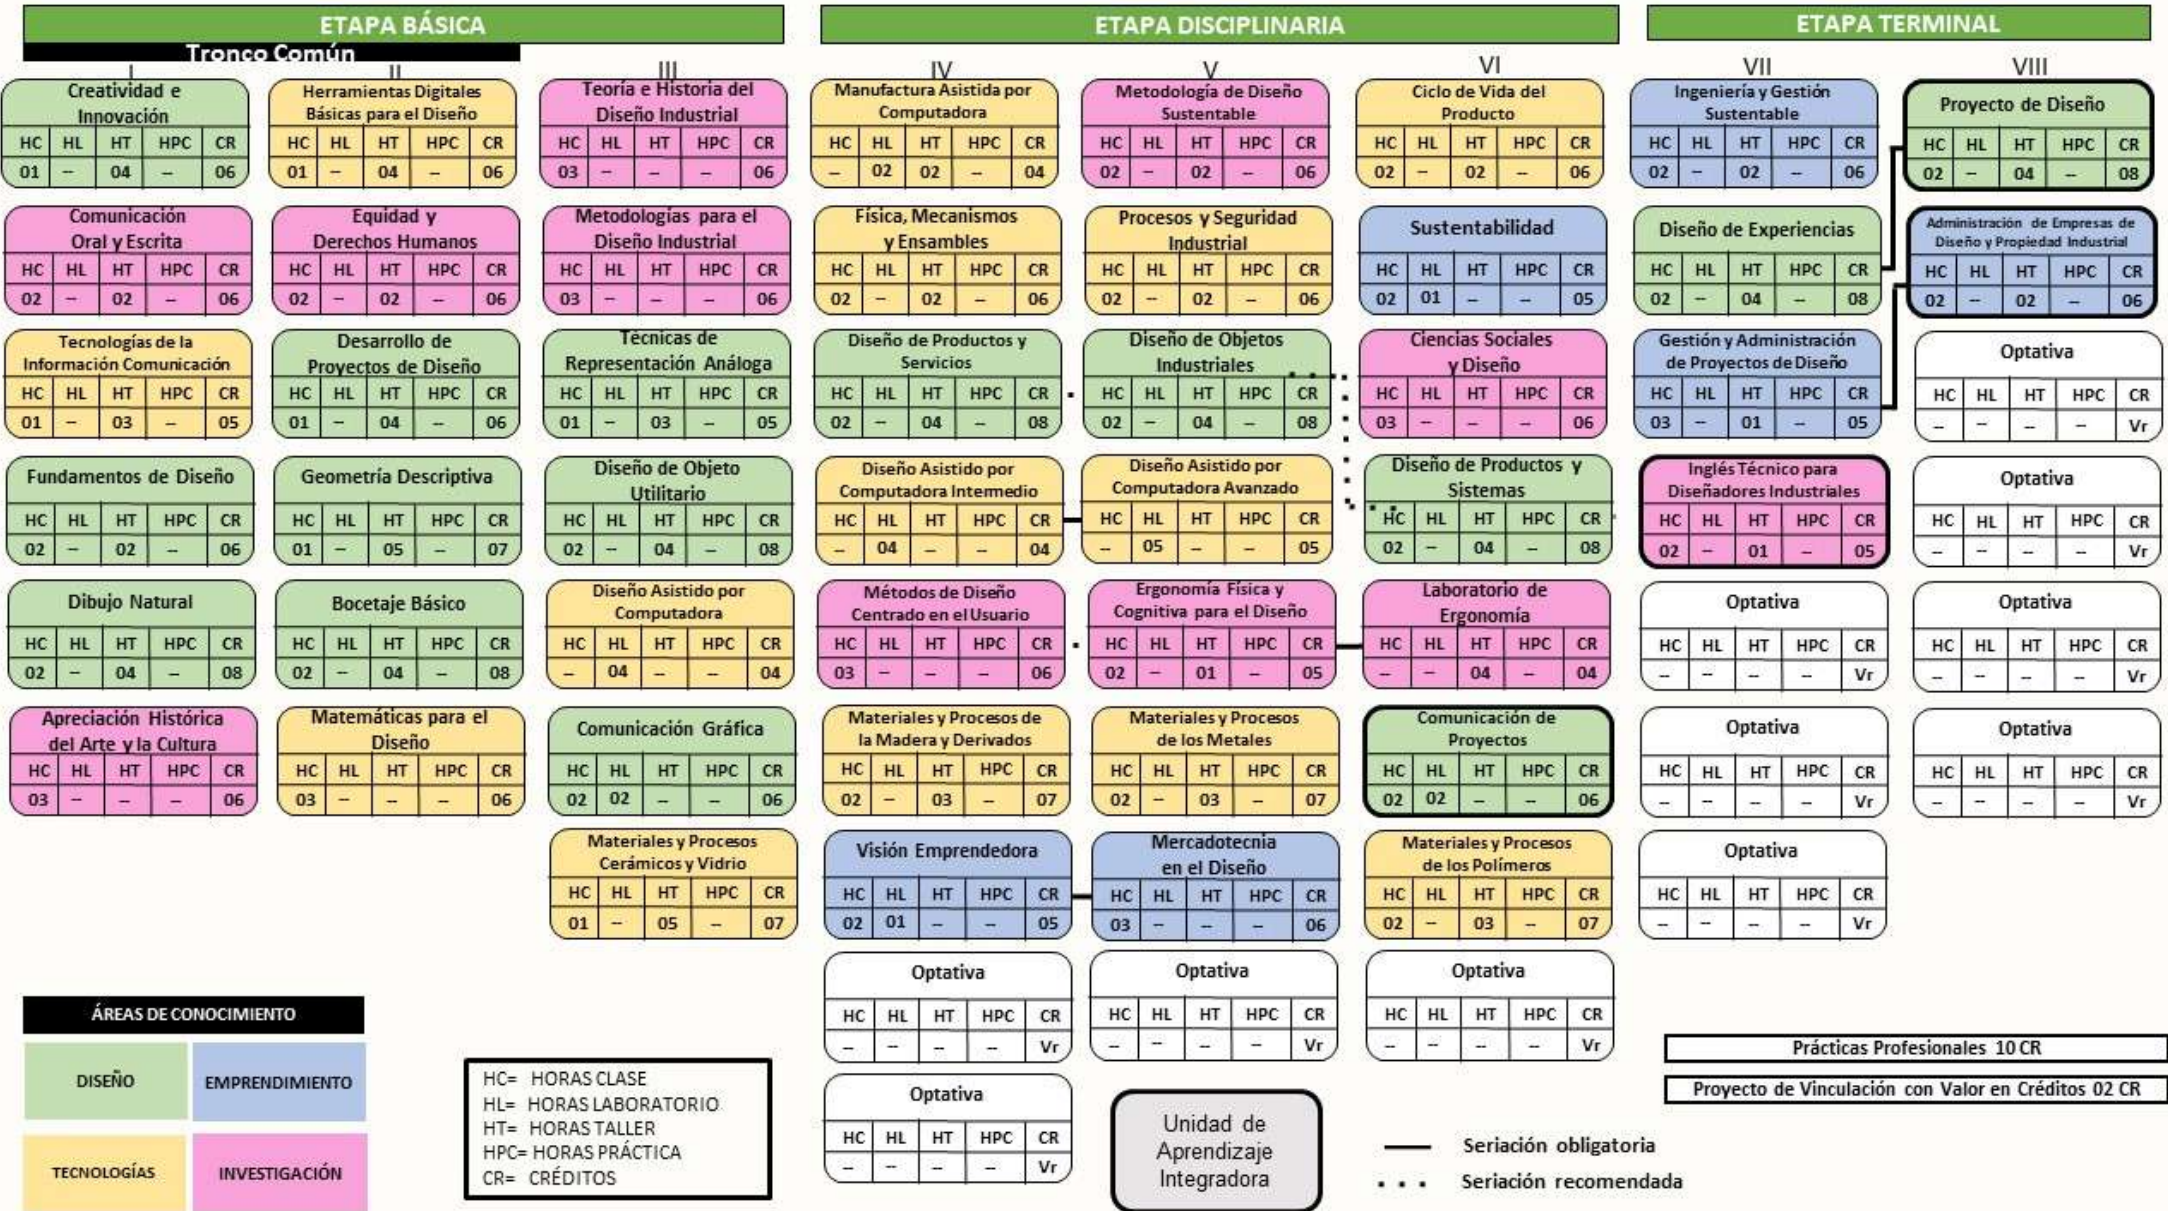 ETAPA BÁSICA
ETAPA DISCIPLINARIA
ETAPA TERMINAL
Tronco Común
I
II
III
IV
V
VI
VII
VIII
Creatividad e
Innovación
HC HL HT HPC CR
01 -- 04 -- 06
Herramientas Digitales
Básicas para el Diseño
HC HL HT HPC CR
01 -- 04 -- 06
Teoría e Historia del
Diseño Industrial
HC HL HT HPC CR
03 -- -- -- 06
Manufactura Asistida por
Computadora
HC HL HT HPC CR
-- 02 02 -- 04
Metodología de Diseño
Sustentable
HC HL HT HPC CR
02 -- 02 -- 06
Ciclo de Vida del
Producto
HC HL HT HPC CR
02 -- 02 -- 06
Ingeniería y Gestión
Sustentable
HC HL HT HPC CR
02 -- 02 -- 06
Proyecto de Diseño
HC HL HT HPC CR
02 -- 04 -- 08
Comunicación
Oral y Escrita
HC HL HT HPC CR
02 -- 02 -- 06
Equidad y
Derechos Humanos
HC HL HT HPC CR
02 -- 02 -- 06
Metodologías para el
Diseño Industrial
HC HL HT HPC CR
03 -- -- -- 06
Física, Mecanismos
y Ensambles
HC HL HT HPC CR
02 -- 02 -- 06
Procesos y Seguridad
Industrial
HC HL HT HPC CR
02 -- 02 -- 06
Sustentabilidad
HC HL HT HPC CR
02 01 -- -- 05
Diseño de Experiencias
HC HL HT HPC CR
02 -- 04 -- 08
Administración de Empresas de
Diseño y Propiedad Industrial
HC HL HT HPC CR
02 -- 02 -- 06
Tecnologías de la
Información Comunicación
HC HL HT HPC CR
01 -- 03 -- 05
Desarrollo de
Proyectos de Diseño
HC HL HT HPC CR
01 -- 04 -- 06
Técnicas de
Representación Análoga
HC HL HT HPC CR
01 -- 03 -- 05
Diseño de Productos y
Servicios
HC HL HT HPC CR
02 -- 04 -- 08
Diseño de Objetos
Industriales
HC HL HT HPC CR
02 -- 04 -- 08
Ciencias Sociales
y Diseño
HC HL HT HPC CR
03 -- -- -- 06
Gestión y Administración
de Proyectos de Diseño
HC HL HT HPC CR
03 -- 01 -- 05
Optativa
HC HL HT HPC CR
-- -- -- -- Vr
Fundamentos de Diseño
HC HL HT HPC CR
02 -- 02 -- 06
Geometría Descriptiva
HC HL HT HPC CR
01 -- 05 -- 07
Diseño de Objeto
Utilitario
HC HL HT HPC CR
02 -- 04 -- 08
Diseño Asistido por
Computadora Intermedio
HC HL HT HPC CR
-- 04 -- -- 04
Diseño Asistido por
Computadora Avanzado
HC HL HT HPC CR
-- 05 -- -- 05
Diseño de Productos y
Sistemas
HC HL HT HPC CR
02 -- 04 -- 08
Inglés Técnico para
Diseñadores Industriales
HC HL HT HPC CR
02 -- 01 -- 05
Optativa
HC HL HT HPC CR
-- -- -- -- Vr
Dibujo Natural
HC HL HT HPC CR
02 -- 04 -- 08
Bocetaje Básico
HC HL HT HPC CR
02 -- 04 -- 08
Diseño Asistido por
Computadora
HC HL HT HPC CR
-- 04 -- -- 04
Métodos de Diseño
Centrado en el Usuario
HC HL HT HPC CR
03 -- -- -- 06
Ergonomía Física y
Cognitiva para el Diseño
HC HL HT HPC CR
02 -- 01 -- 05
Laboratorio de
Ergonomía
HC HL HT HPC CR
-- -- 04 -- 04
Optativa
HC HL HT HPC CR
-- -- -- -- Vr
Optativa
HC HL HT HPC CR
-- -- -- -- Vr
Apreciación Histórica
del Arte y la Cultura
HC HL HT HPC CR
03 -- -- -- 06
Matemáticas para el
Diseño
HC HL HT HPC CR
03 -- -- -- 06
Comunicación Gráfica
HC HL HT HPC CR
02 02 -- -- 06
Materiales y Procesos de
la Madera y Derivados
HC HL HT HPC CR
02 -- 03 -- 07
Materiales y Procesos
de los Metales
HC HL HT HPC CR
02 -- 03 -- 07
Comunicación de
Proyectos
HC HL HT HPC CR
02 02 -- -- 06
Optativa
HC HL HT HPC CR
-- -- -- -- Vr
Optativa
HC HL HT HPC CR
-- -- -- -- Vr
Materiales y Procesos
Cerámicos y Vidrio
HC HL HT HPC CR
01 -- 05 -- 07
Visión Emprendedora
HC HL HT HPC CR
02 01 -- -- 05
Mercadotecnia
en el Diseño
HC HL HT HPC CR
03 -- -- -- 06
Materiales y Procesos
de los Polímeros
HC HL HT HPC CR
02 -- 03 -- 07
Optativa
HC HL HT HPC CR
-- -- -- -- Vr
Optativa
HC HL HT HPC CR
-- -- -- -- Vr
Optativa
HC HL HT HPC CR
-- -- -- -- Vr
Optativa
HC HL HT HPC CR
-- -- -- -- Vr
Optativa
HC HL HT HPC CR
-- -- -- -- Vr
ÁREAS DE CONOCIMIENTO
DISEÑO
EMPRENDIMIENTO
TECNOLOGÍAS
INVESTIGACIÓN
HC= HORAS CLASE
HL= HORAS LABORATORIO
HT= HORAS TALLER
HPC= HORAS PRÁCTICA
CR= CRÉDITOS
Unidad de
Aprendizaje
Integradora
Prácticas Profesionales 10 CR
Proyecto de Vinculación con Valor en Créditos 02 CR
Seriación obligatoria
Seriación recomendada